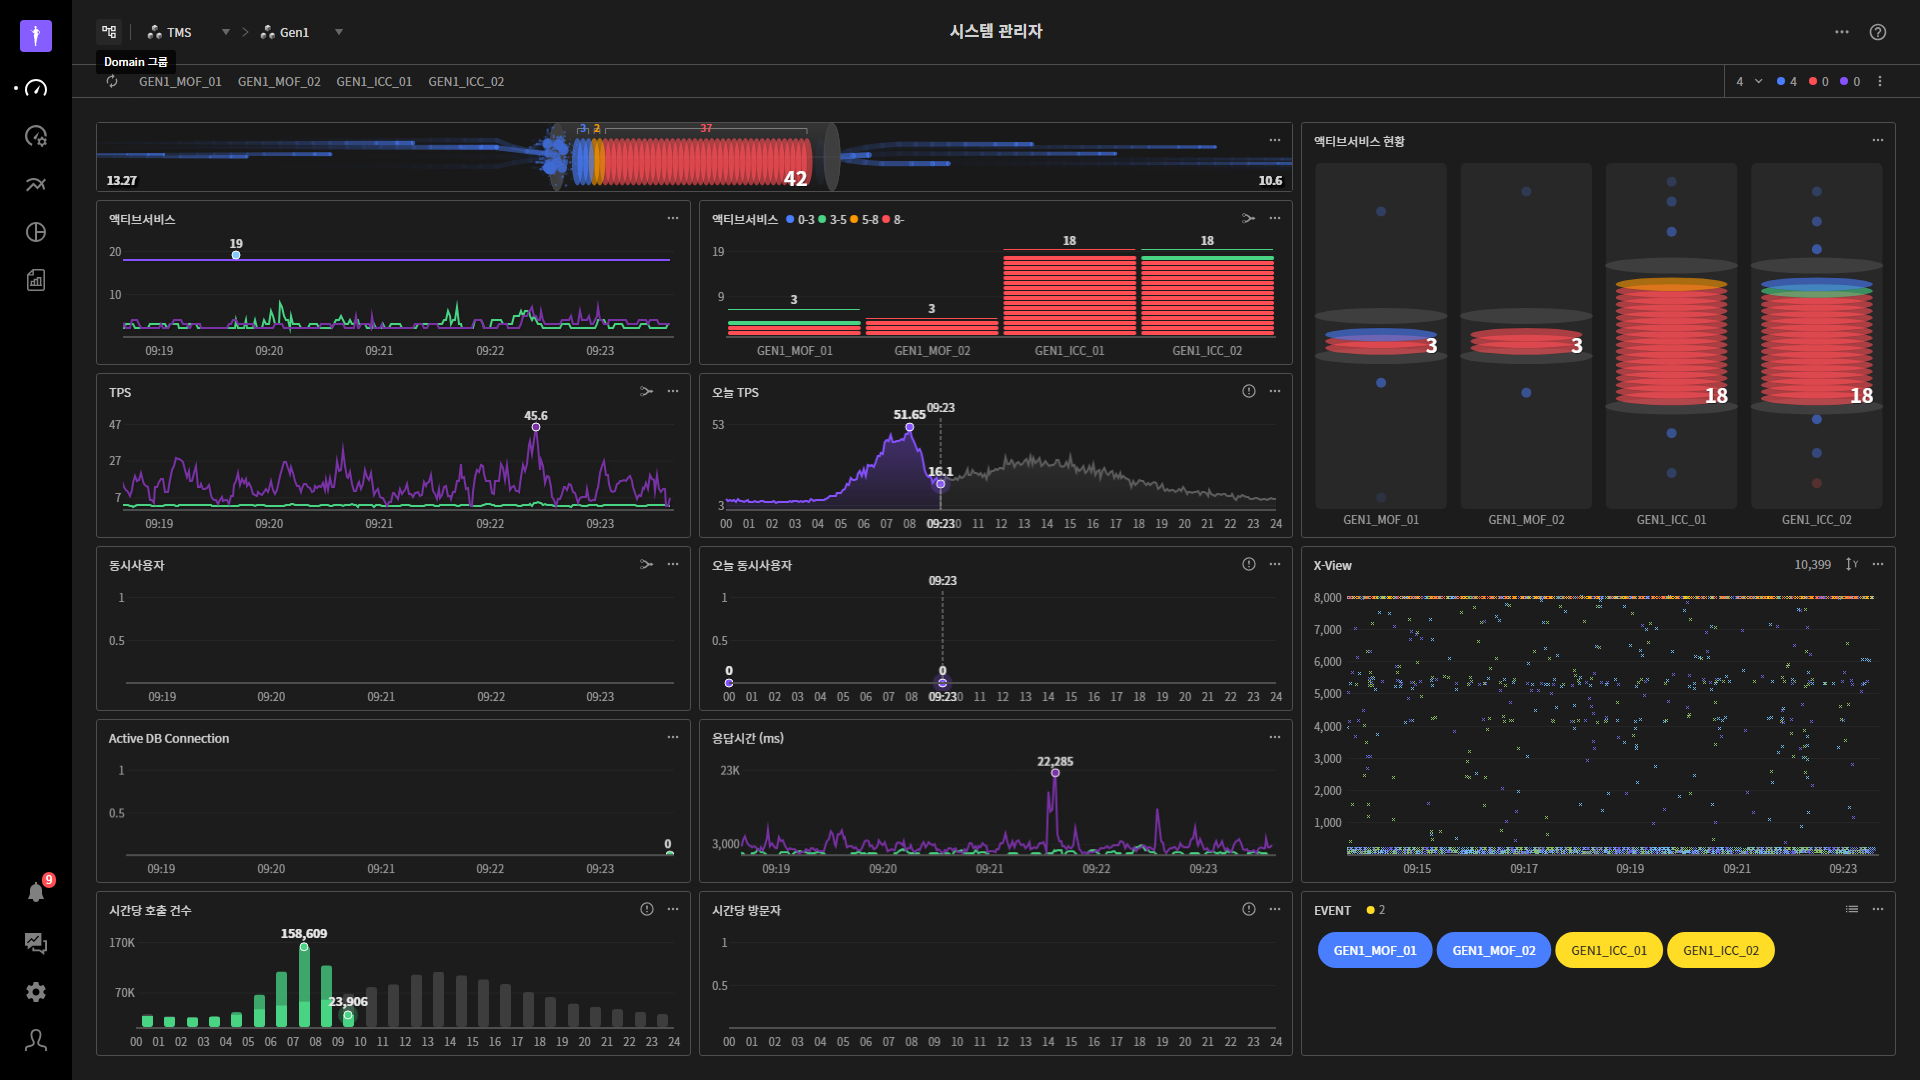 TMS > Gen1
시스템 관리자
Domain 그룹
GEN1_MOF_01 GEN1_MOF_02 GEN1_ICC_01 GEN1_ICC_02
4 4 0 0
3 2 37
13.27 42 10.6
액티브서비스
19
20
10
09:19 09:20 09:21 09:22 09:23
액티브서비스 0-3 3-5 5-8 8-
19
9
3 3 18 18
GEN1_MOF_01 GEN1_MOF_02 GEN1_ICC_01 GEN1_ICC_02
액티브서비스 현황
3 3 18 18
GEN1_MOF_01 GEN1_MOF_02 GEN1_ICC_01 GEN1_ICC_02
TPS
45.6
47
27
7
09:19 09:20 09:21 09:22 09:23
오늘 TPS
51.65 09:23
53
16.1
3
00 01 02 03 04 05 06 07 08 09:23 11 12 13 14 15 16 17 18 19 20 21 22 23 24
동시사용자
1
0.5
09:19 09:20 09:21 09:22 09:23
오늘 동시사용자
09:23
1
0.5
0 0
00 01 02 03 04 05 06 07 08 09:23 11 12 13 14 15 16 17 18 19 20 21 22 23 24
X-View 10,399 Y
8,000
7,000
6,000
5,000
4,000
3,000
2,000
1,000
09:15 09:17 09:19 09:21 09:23
Active DB Connection
1
0.5
0
09:19 09:20 09:21 09:22 09:23
응답시간 (ms)
22,285
23K
3,000
09:19 09:20 09:21 09:22 09:23
9
시간당 호출 건수
158,609
170K
70K
23,906
00 01 02 03 04 05 06 07 08 09 10 11 12 13 14 15 16 17 18 19 20 21 22 23 24
시간당 방문자
1
0.5
00 01 02 03 04 05 06 07 08 09 10 11 12 13 14 15 16 17 18 19 20 21 22 23 24
EVENT 2
GEN1_MOF_01 GEN1_MOF_02 GEN1_ICC_01 GEN1_ICC_02